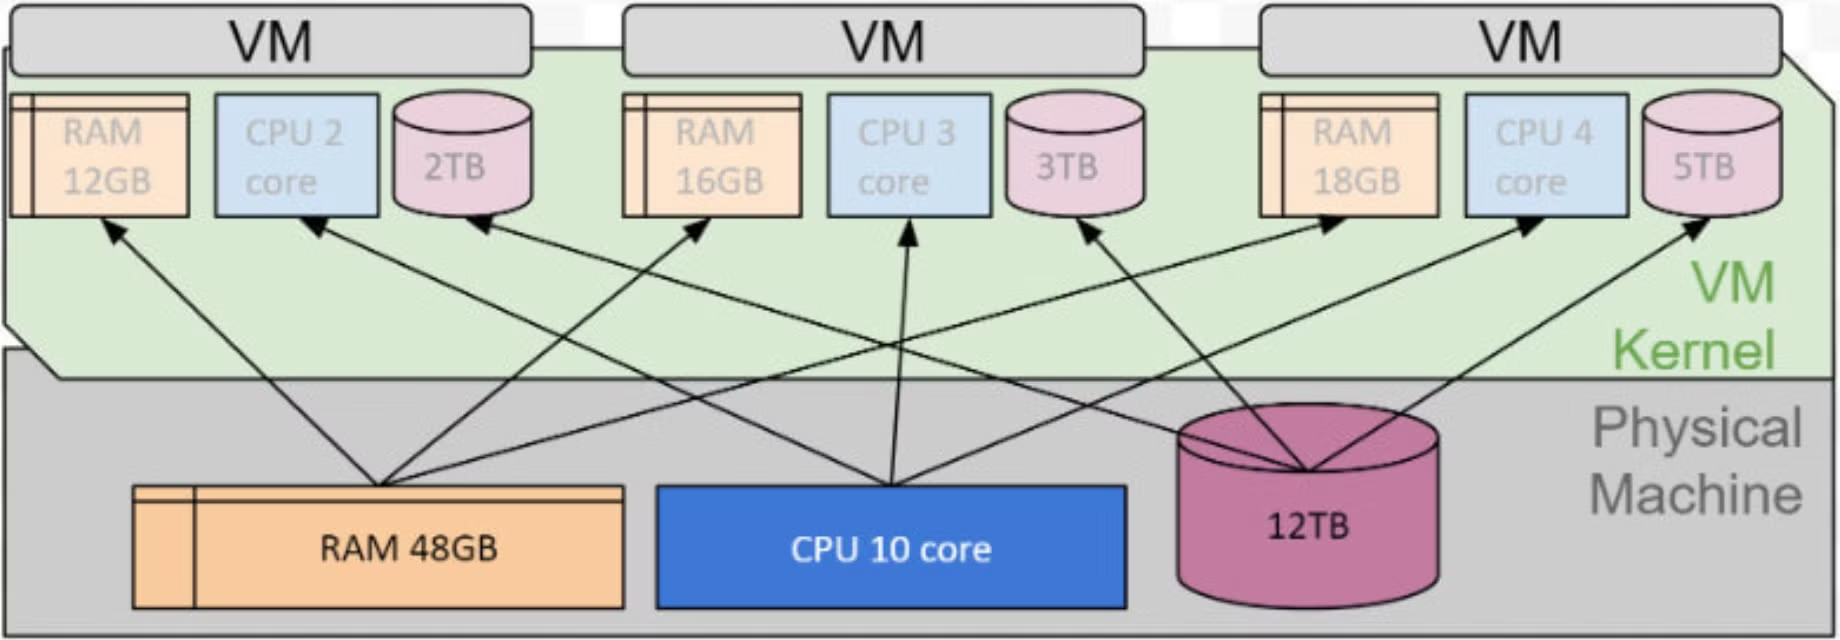 VM
VM
VM
RAM
12GB
CPU 2
core
2TB
RAM
16GB
CPU 3
core
3TB
RAM
18GB
CPU 4
core
5TB
VM
Kernel
Physical
Machine
RAM 48GB
CPU 10 core
12TB